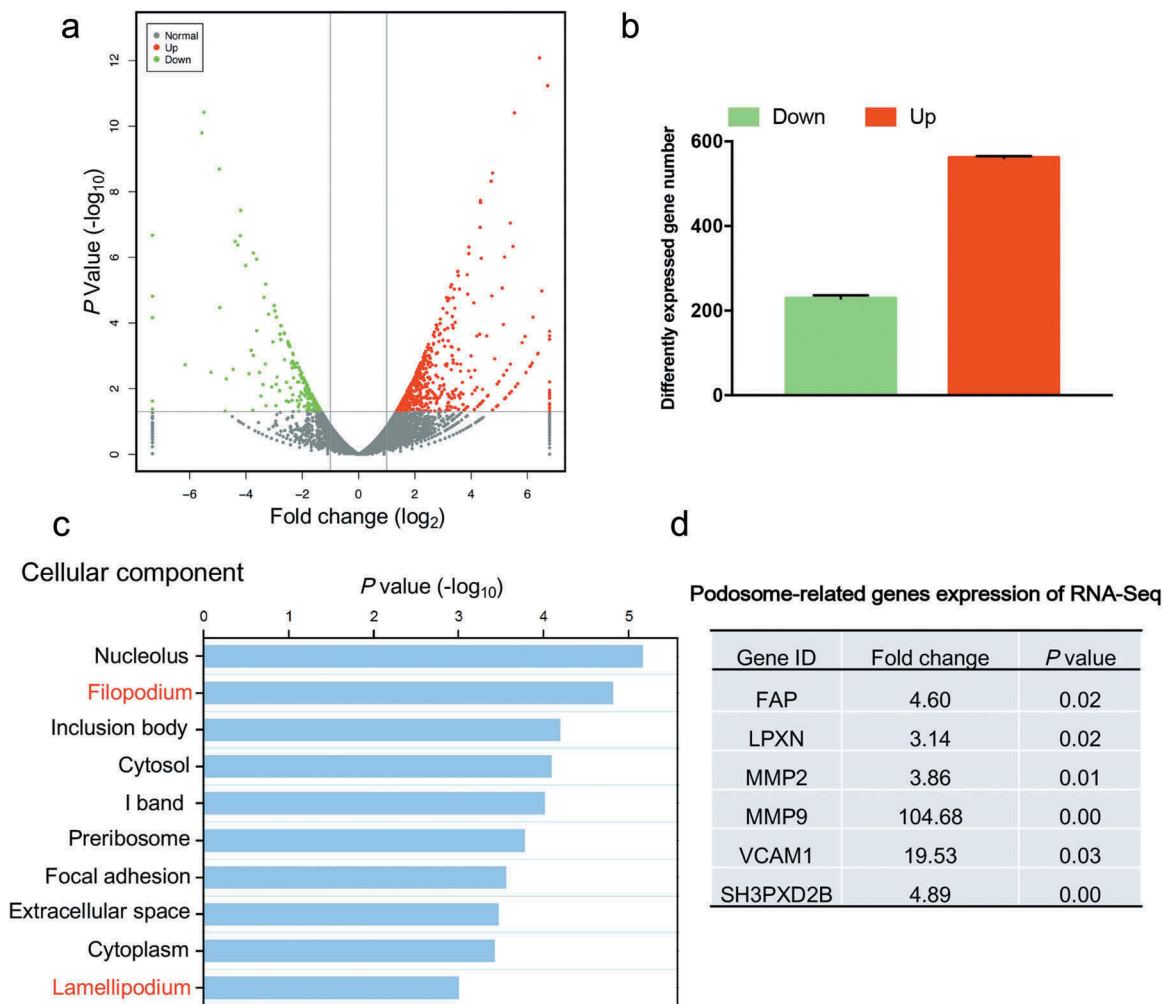 a
Normal
Up
Down
P Value (-log10)
0 2 4 6 8 10 12
−6 −4 −2 0 2 4 6
Fold change (log2)
b
Down Up
Differently expressed gene number
600
400
200
0
c
Cellular component
P value (-log10)
0 1 2 3 4 5
Nucleolus
Filopodium
Inclusion body
Cytosol
I band
Preribosome
Focal adhesion
Extracellular space
Cytoplasm
Lamellipodium
d
Podosome-related genes expression of RNA-Seq
Gene ID Fold change P value
FAP 4.60 0.02
LPXN 3.14 0.02
MMP2 3.86 0.01
MMP9 104.68 0.00
VCAM1 19.53 0.03
SH3PXD2B 4.89 0.00